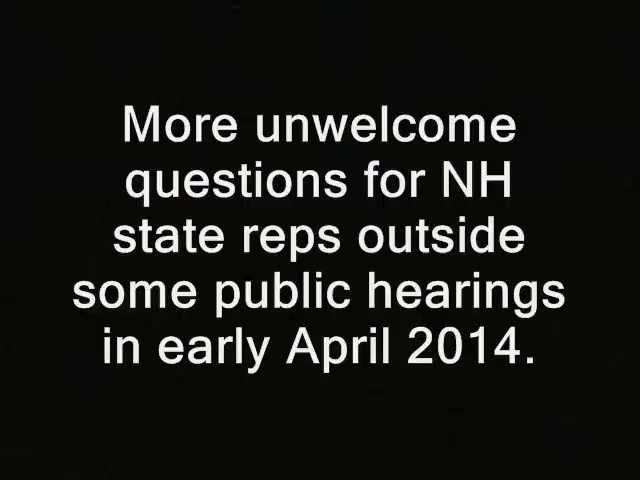 More unwelcome
questions for NH
state reps outside
some public hearings
in early April 2014.